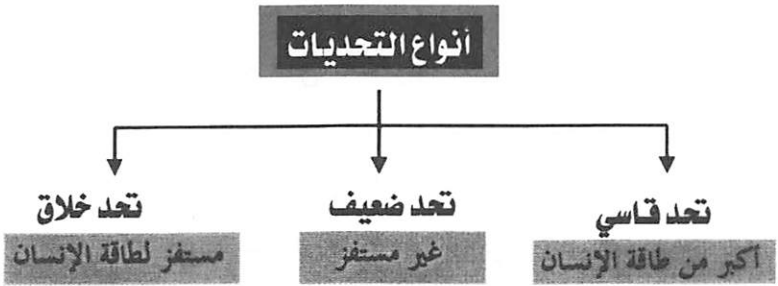 أنواع التحديات
تحد قاسي
أكبر من طاقة الإنسان
تحد ضعيف
غير مستفز
تحد خلاق
مستفز لطاقة الإنسان